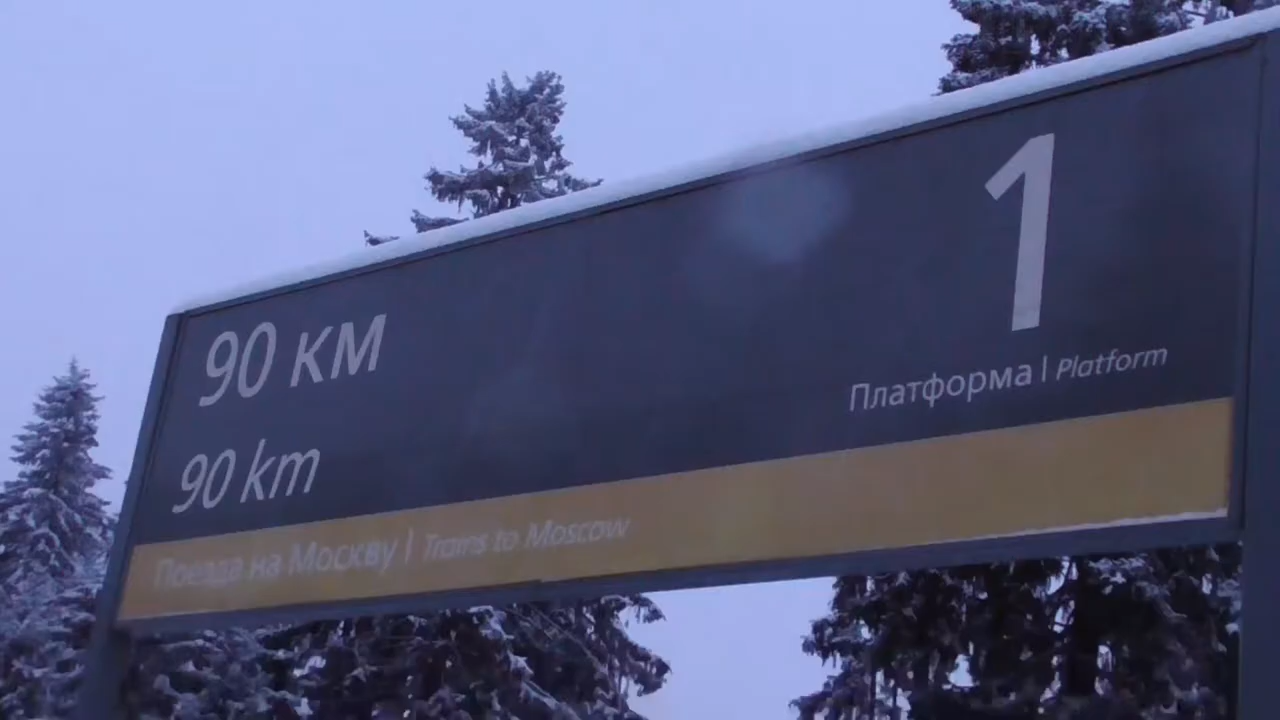 90 км
90 km
1
Платформа | Platform
Поезда на Москву | Trains to Moscow